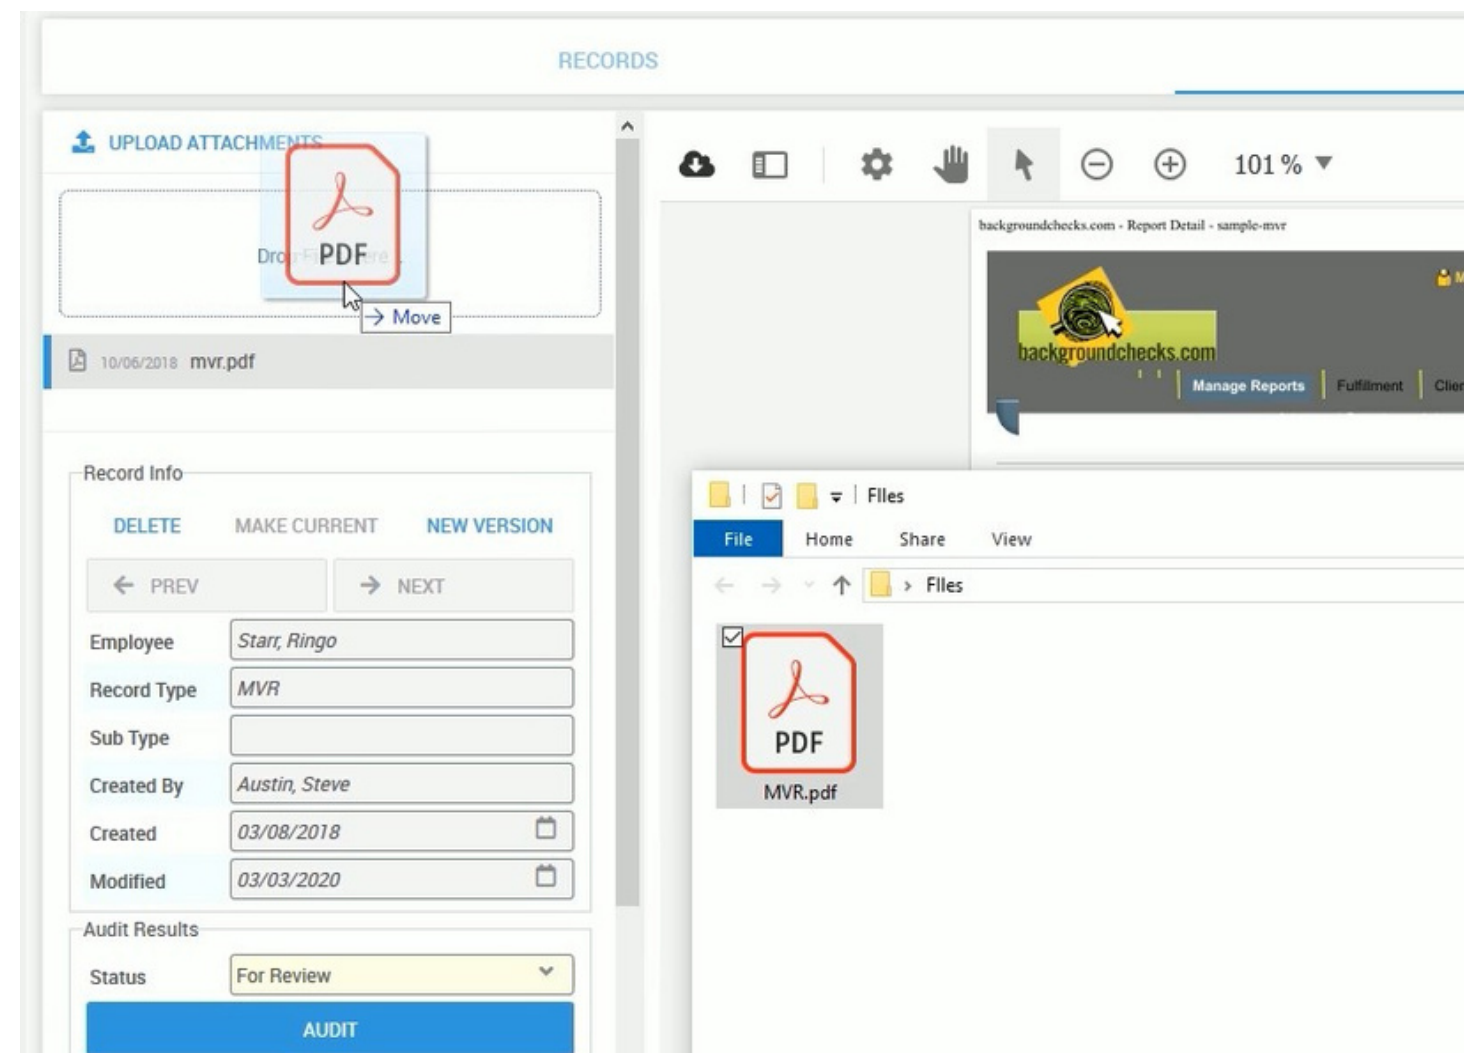 RECORDS
UPLOAD ATTACHMENTS
PDF
Move
10/06/2018 mvr.pdf
Record Info
DELETE MAKE CURRENT NEW VERSION
PREV NEXT
Employee Starr, Ringo
Record Type MVR
Sub Type
Created By Austin, Steve
Created 03/08/2018
Modified 03/03/2020
Audit Results
Status For Review
AUDIT
101 %
backgroundchecks.com - Report Detail - sample-mvr
backgroundchecks.com
Manage Reports Fulfillment
FIles
File Home Share View
FIles
PDF
MVR.pdf